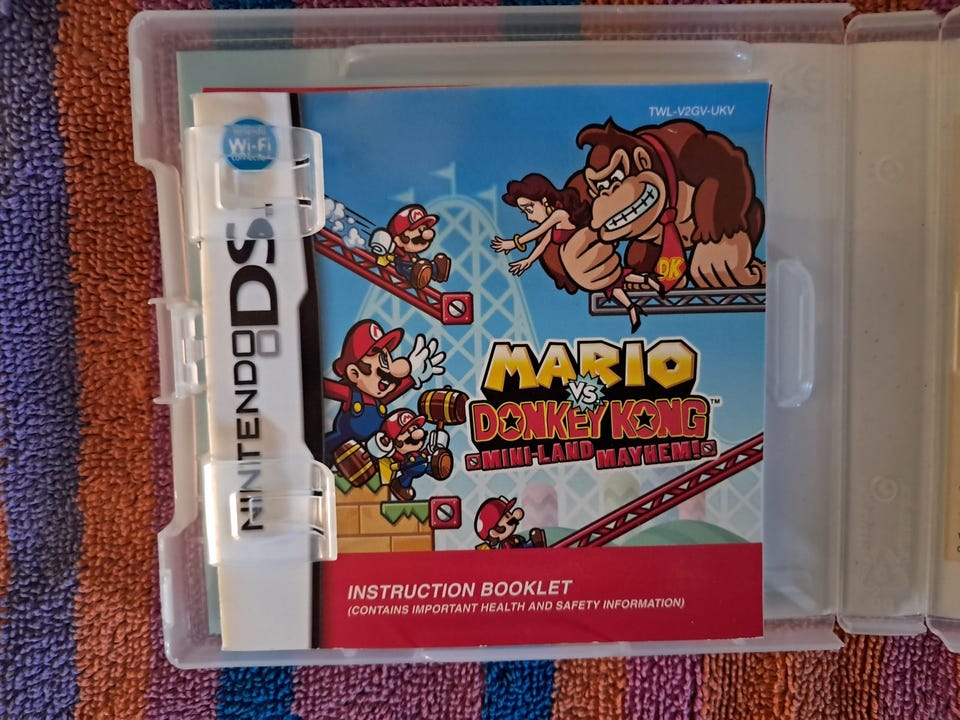 TWL-V2GV-UKV
Wi-Fi
NINTENDO DS
DK
MARIO
VS.
DONKEY KONG™
MINI-LAND MAYHEM!
INSTRUCTION BOOKLET
(CONTAINS IMPORTANT HEALTH AND SAFETY INFORMATION)